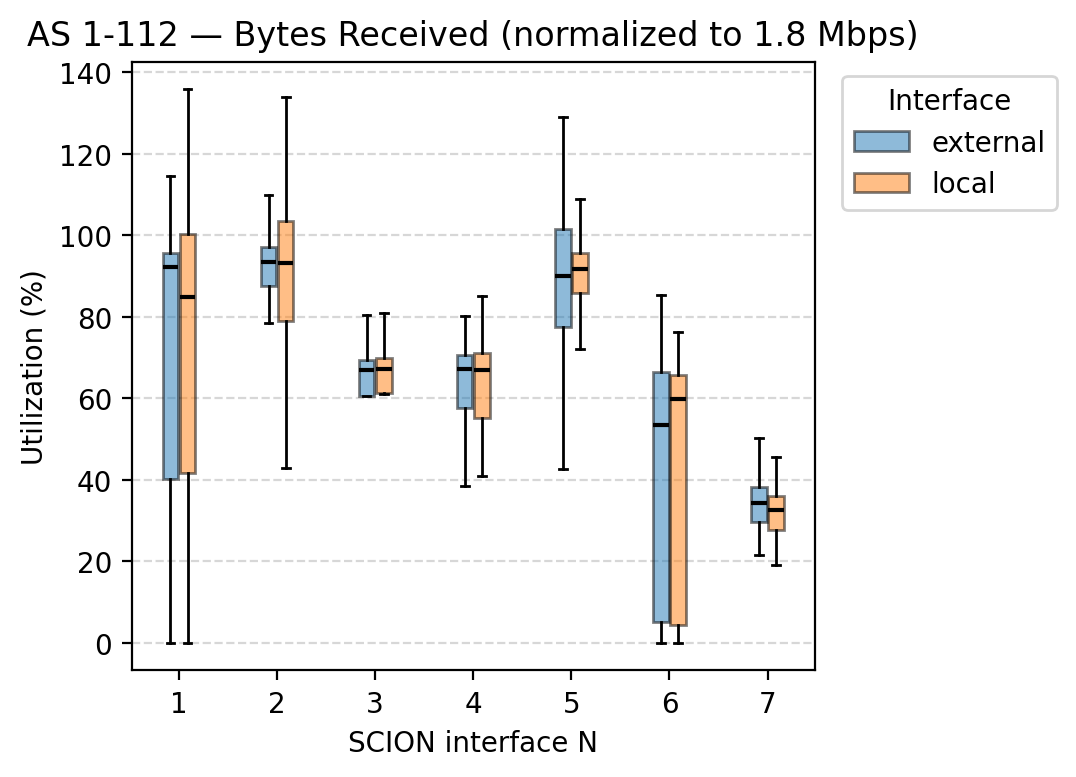 AS 1-112 — Bytes Received (normalized to 1.8 Mbps)
Utilization (%)
140
120
100
80
60
40
20
0
1 2 3 4 5 6 7
SCION interface N
Interface
external
local